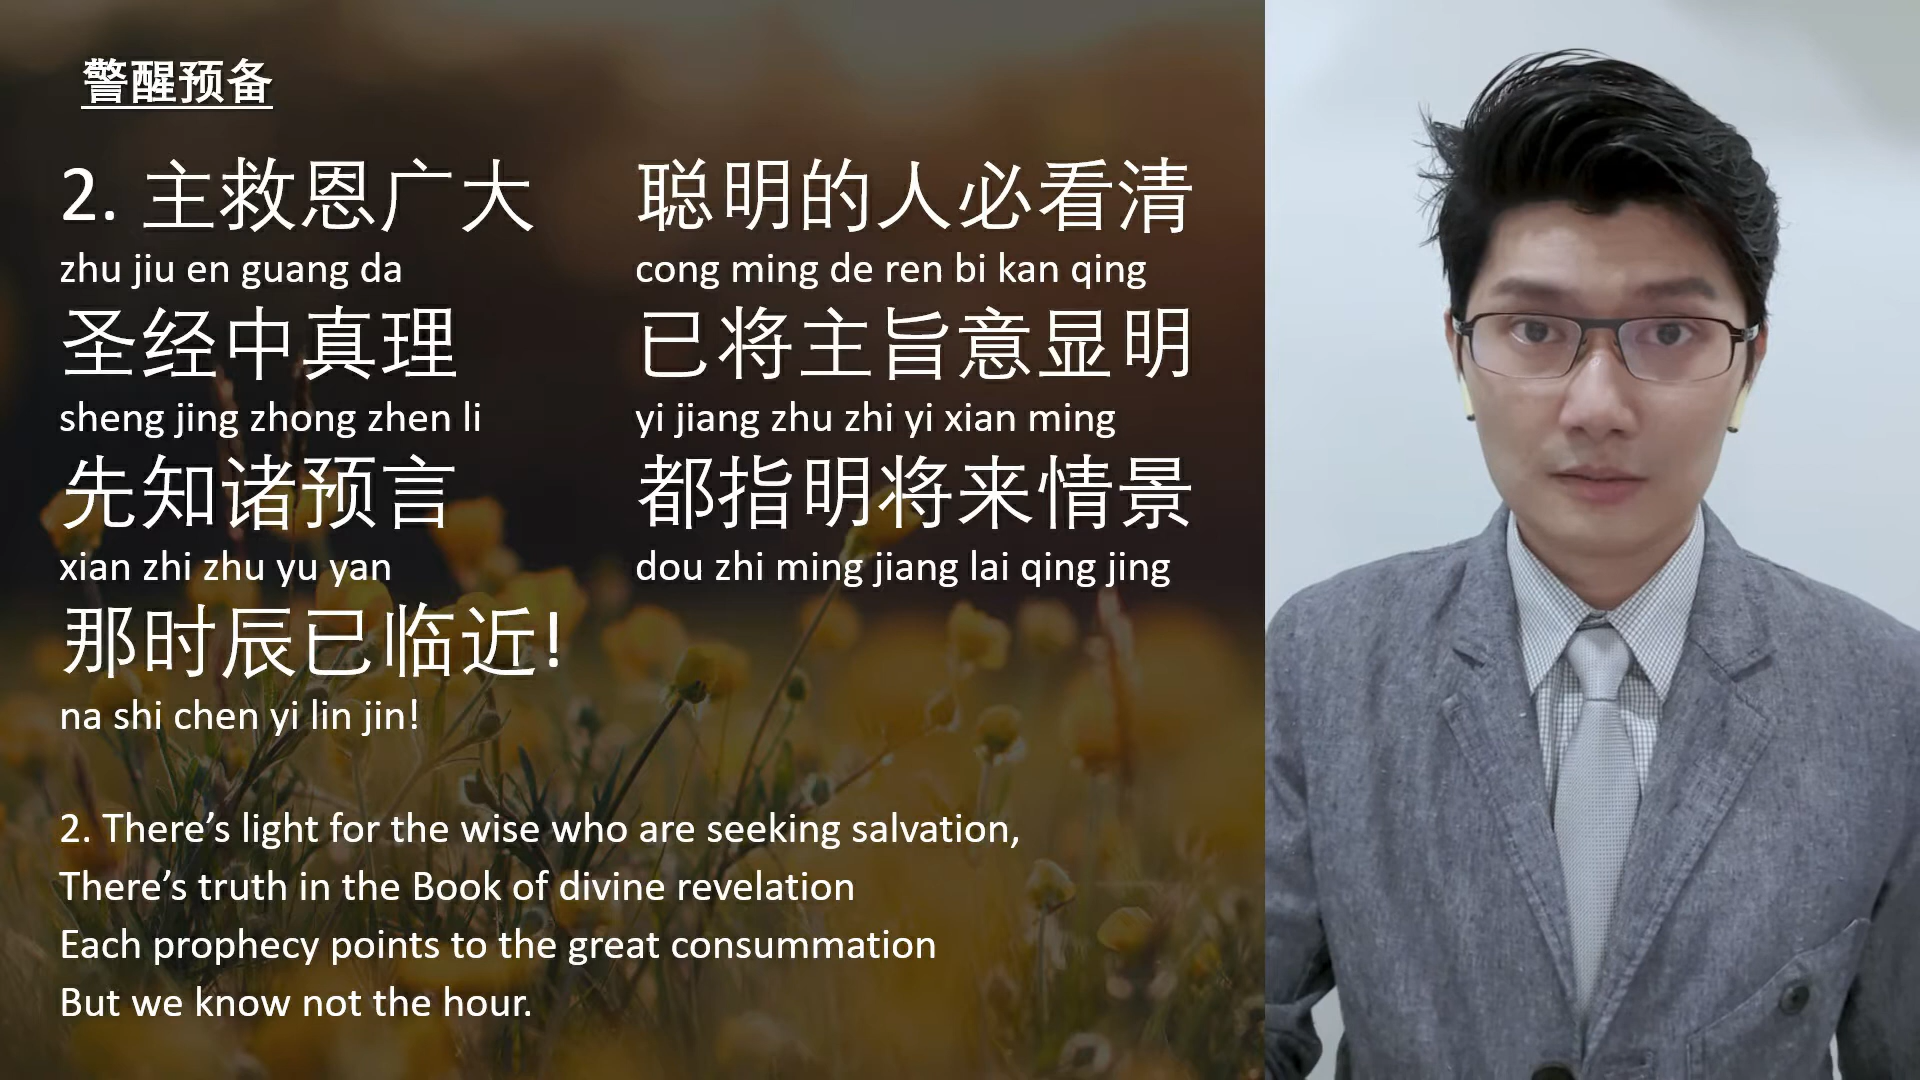 警醒预备
2. 主救恩广大 聪明的人必看清
zhu jiu en guang da cong ming de ren bi kan qing
圣经中真理 已将主旨意显明
sheng jing zhong zhen li yi jiang zhu zhi yi xian ming
先知诸预言 都指明将来情景
xian zhi zhu yu yan dou zhi ming jiang lai qing jing
那时辰已临近!
na shi chen yi lin jin!
2. There’s light for the wise who are seeking salvation,
There’s truth in the Book of divine revelation
Each prophecy points to the great consummation
But we know not the hour.